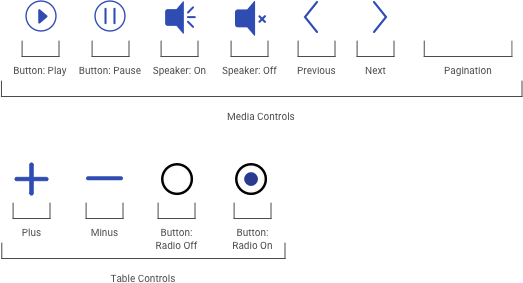 Button: Play
Button: Pause
Speaker: On
Speaker: Off
Previous
Next
Pagination
Media Controls
Plus
Minus
Button:
Radio Off
Button:
Radio On
Table Controls